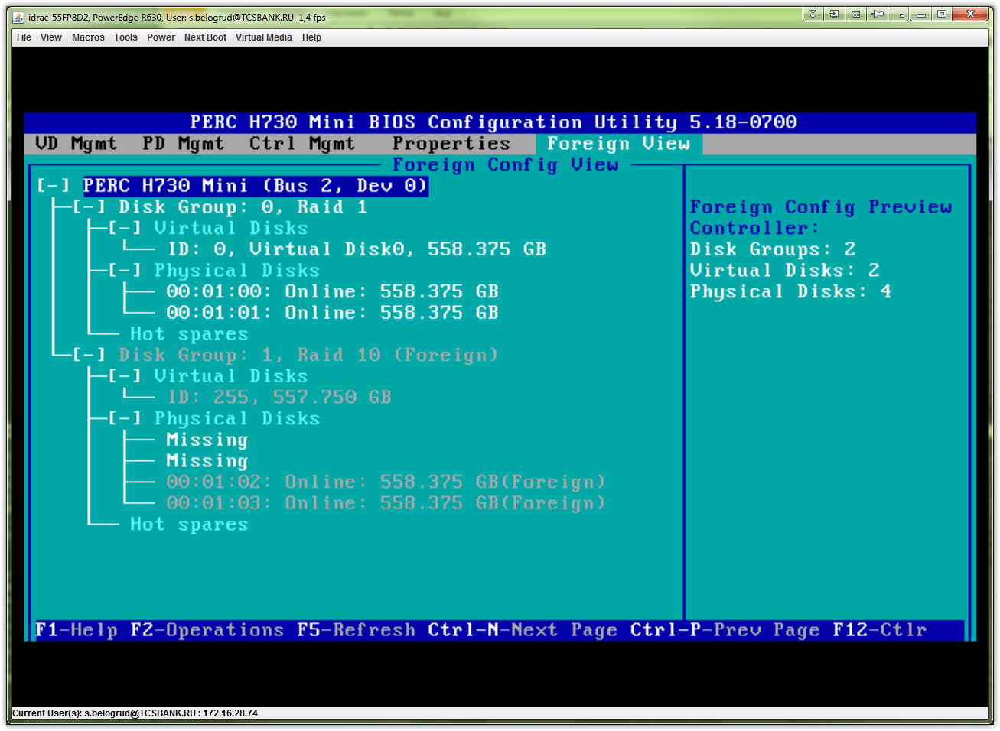 idrac-55FP8D2, PowerEdge R630, User: s.belogrud@TCSBANK.RU, 1,4 fps
File View Macros Tools Power Next Boot Virtual Media Help
PERC H730 Mini BIOS Configuration Utility 5.18-0700
VD Mgmt PD Mgmt Ctrl Mgmt Properties Foreign View
Foreign Config View
[-] PERC H730 Mini (Bus 2, Dev 0)
[-] Disk Group: 0, Raid 1
[-] Virtual Disks
ID: 0, Virtual Disk0, 558.375 GB
[-] Physical Disks
00:01:00: Online: 558.375 GB
00:01:01: Online: 558.375 GB
Hot spares
[-] Disk Group: 1, Raid 10 (Foreign)
[-] Virtual Disks
ID: 255, 557.750 GB
[-] Physical Disks
Missing
Missing
00:01:02: Online: 558.375 GB(Foreign)
00:01:03: Online: 558.375 GB(Foreign)
Hot spares
Foreign Config Preview
Controller:
Disk Groups: 2
Virtual Disks: 2
Physical Disks: 4
F1-Help F2-Operations F5-Refresh Ctrl-N-Next Page Ctrl-P-Prev Page F12-Ctlr
Current User(s): s.belogrud@TCSBANK.RU : 172.16.28.74